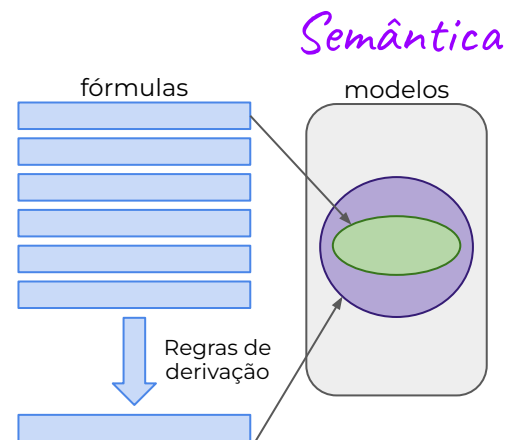 Semântica
fórmulas
modelos
Regras de
derivação